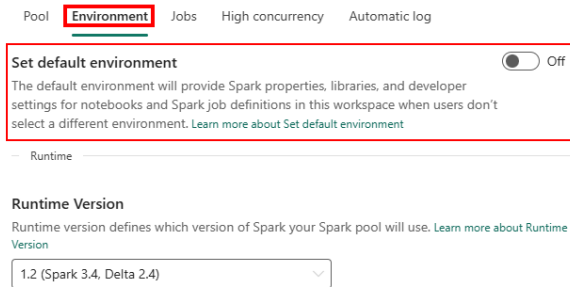 Pool Environment Jobs High concurrency Automatic log
Set default environment Off
The default environment will provide Spark properties, libraries, and developer
settings for notebooks and Spark job definitions in this workspace when users don't
select a different environment. Learn more about Set default environment
Runtime
Runtime Version
Runtime version defines which version of Spark your Spark pool will use. Learn more about Runtime
Version
1.2 (Spark 3.4, Delta 2.4)